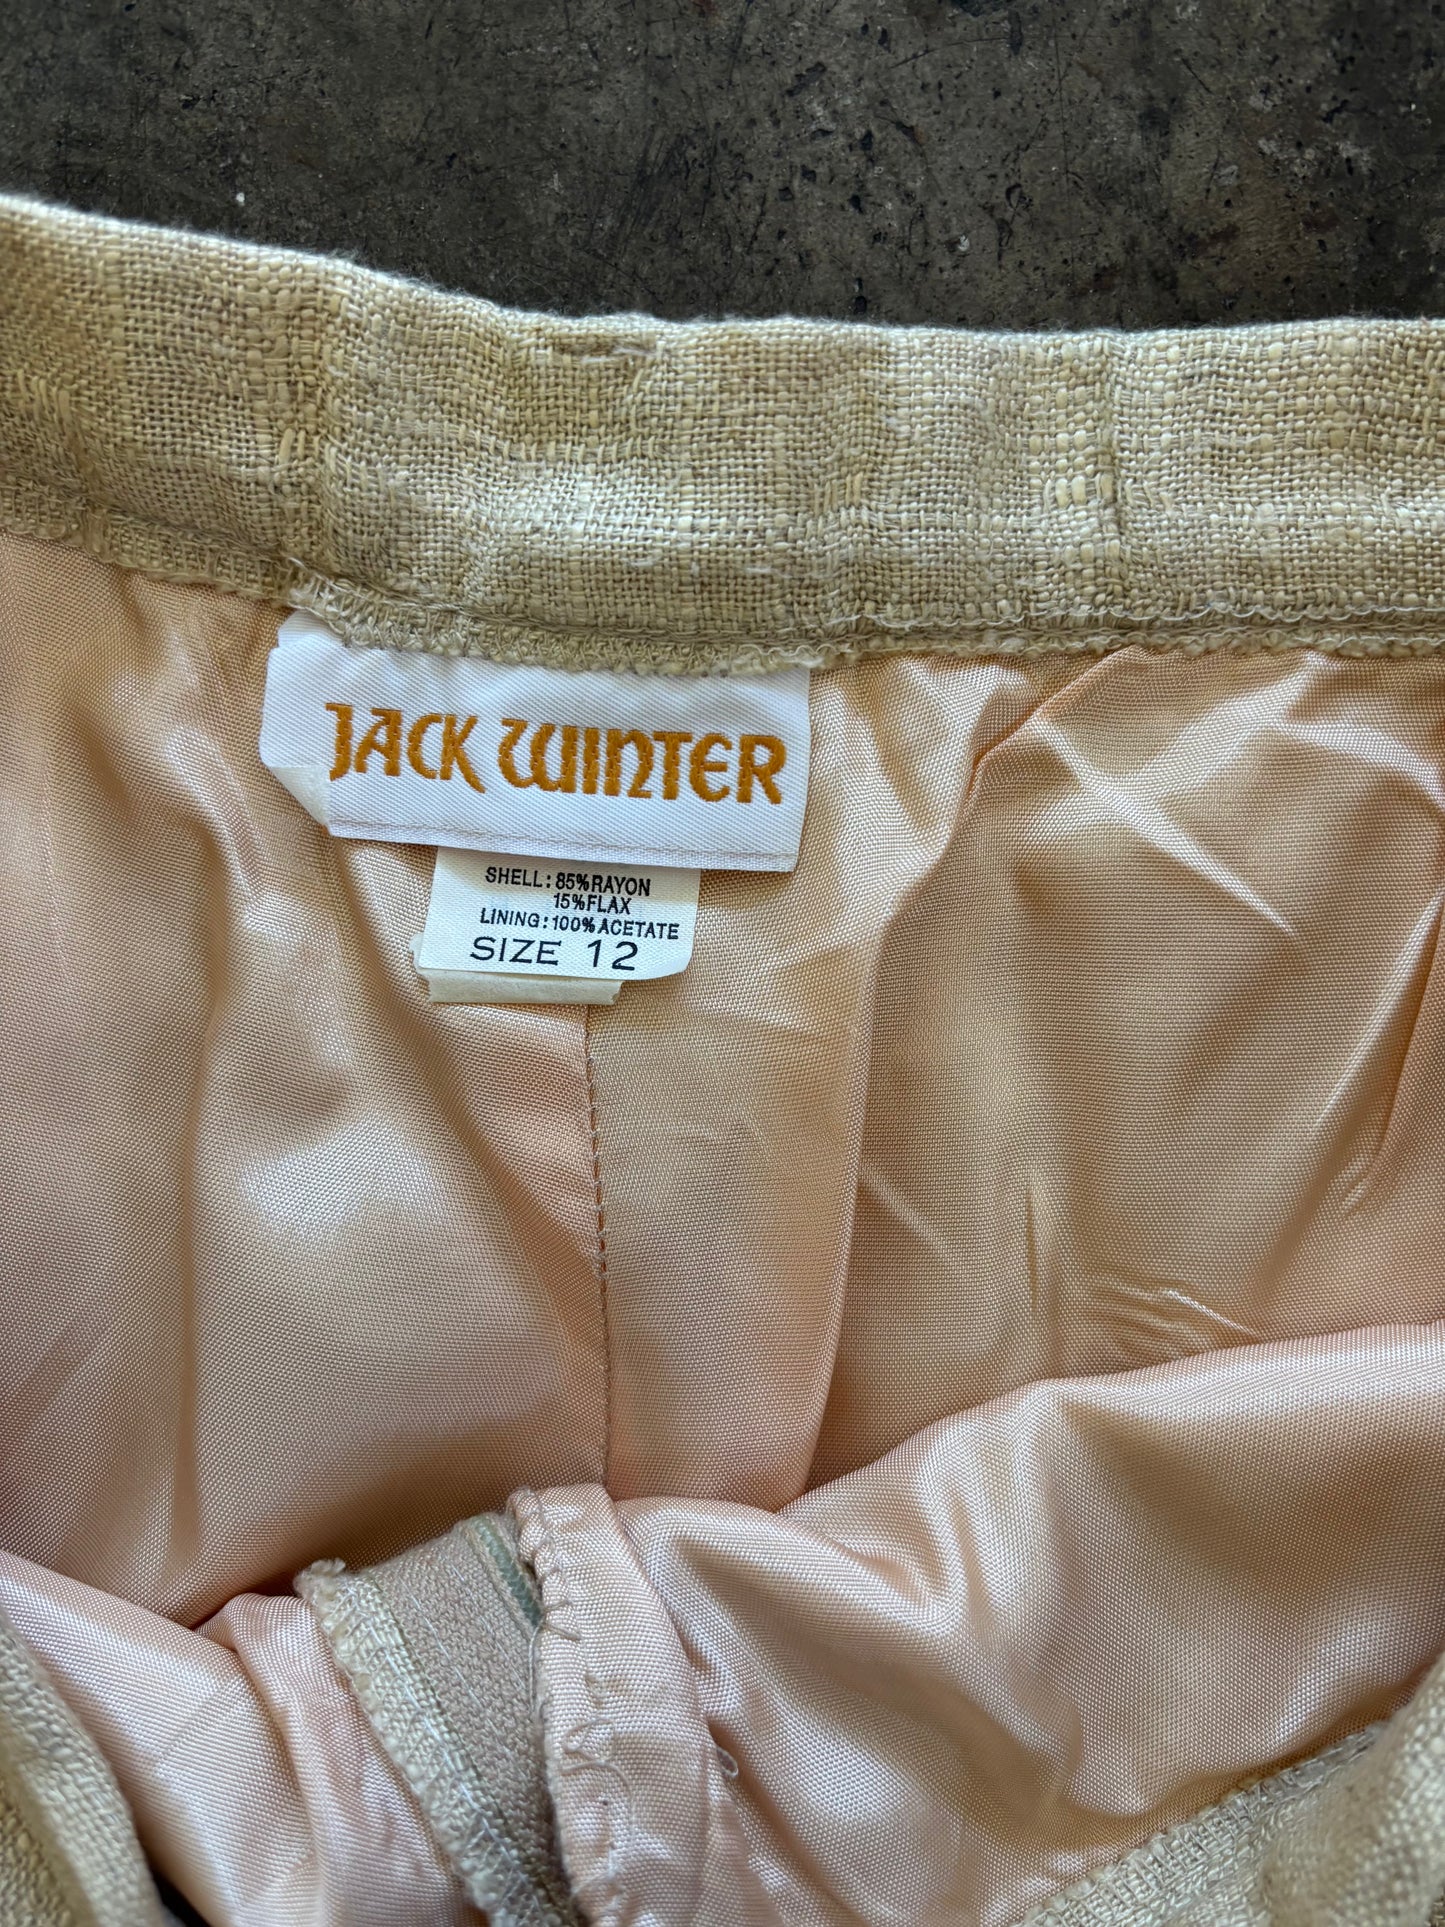 JACK WINTER
SHELL: 85% RAYON
15% FLAX
LINING: 100% ACETATE
SIZE 12